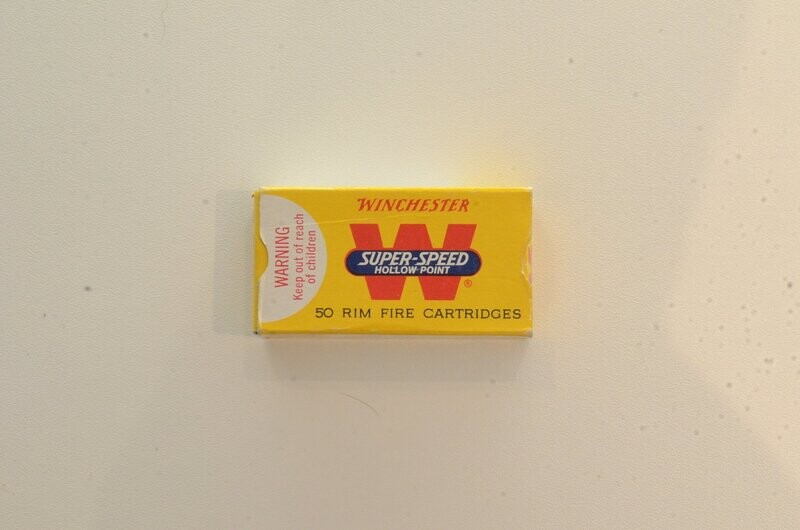 WINCHESTER
W
SUPER-SPEED
HOLLOW POINT
®
50 RIM FIRE CARTRIDGES
WARNING
Keep out of reach
of children